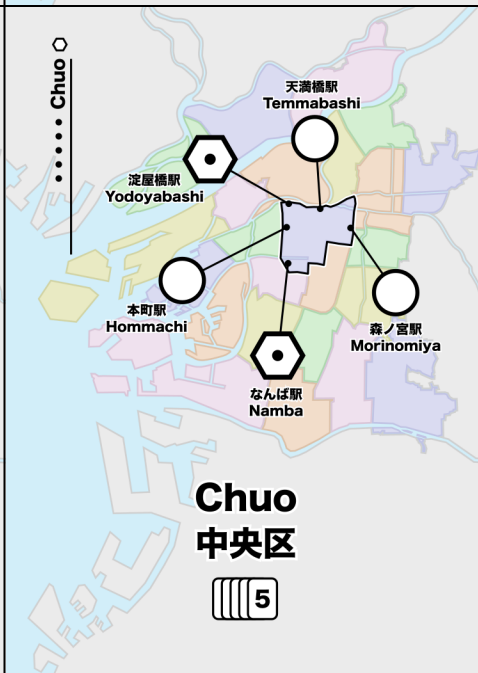 Chuo
天満橋駅
Temmabashi
淀屋橋駅
Yodoyabashi
本町駅
Hommachi
森ノ宮駅
Morinomiya
なんば駅
Namba
Chuo
中央区
5